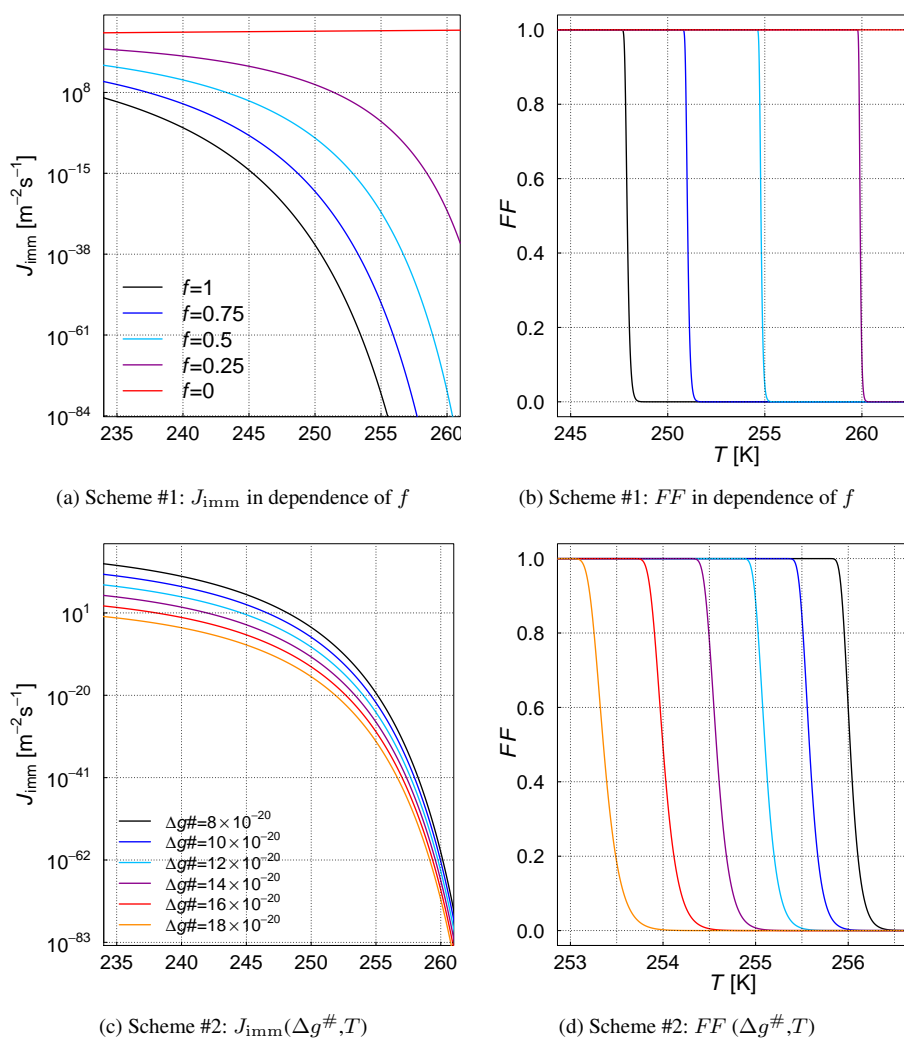 10⁸
10⁻¹⁵
10⁻³⁸
10⁻⁶¹
10⁻⁸⁴
J_imm [m⁻²s⁻¹]
f=1
f=0.75
f=0.5
f=0.25
f=0
235 240 245 250 255 260
1.0
0.8
0.6
0.4
0.2
0.0
FF
245 250 255 260
T [K]
(a) Scheme #1: J_imm in dependence of f
(b) Scheme #1: FF in dependence of f
10¹
10⁻²⁰
10⁻⁴¹
10⁻⁶²
10⁻⁸³
J_imm [m⁻²s⁻¹]
Δg#=8×10⁻²⁰
Δg#=10×10⁻²⁰
Δg#=12×10⁻²⁰
Δg#=14×10⁻²⁰
Δg#=16×10⁻²⁰
Δg#=18×10⁻²⁰
235 240 245 250 255 260
1.0
0.8
0.6
0.4
0.2
0.0
FF
253 254 255 256
T [K]
(c) Scheme #2: J_imm(Δg^#,T)
(d) Scheme #2: FF (Δg^#,T)